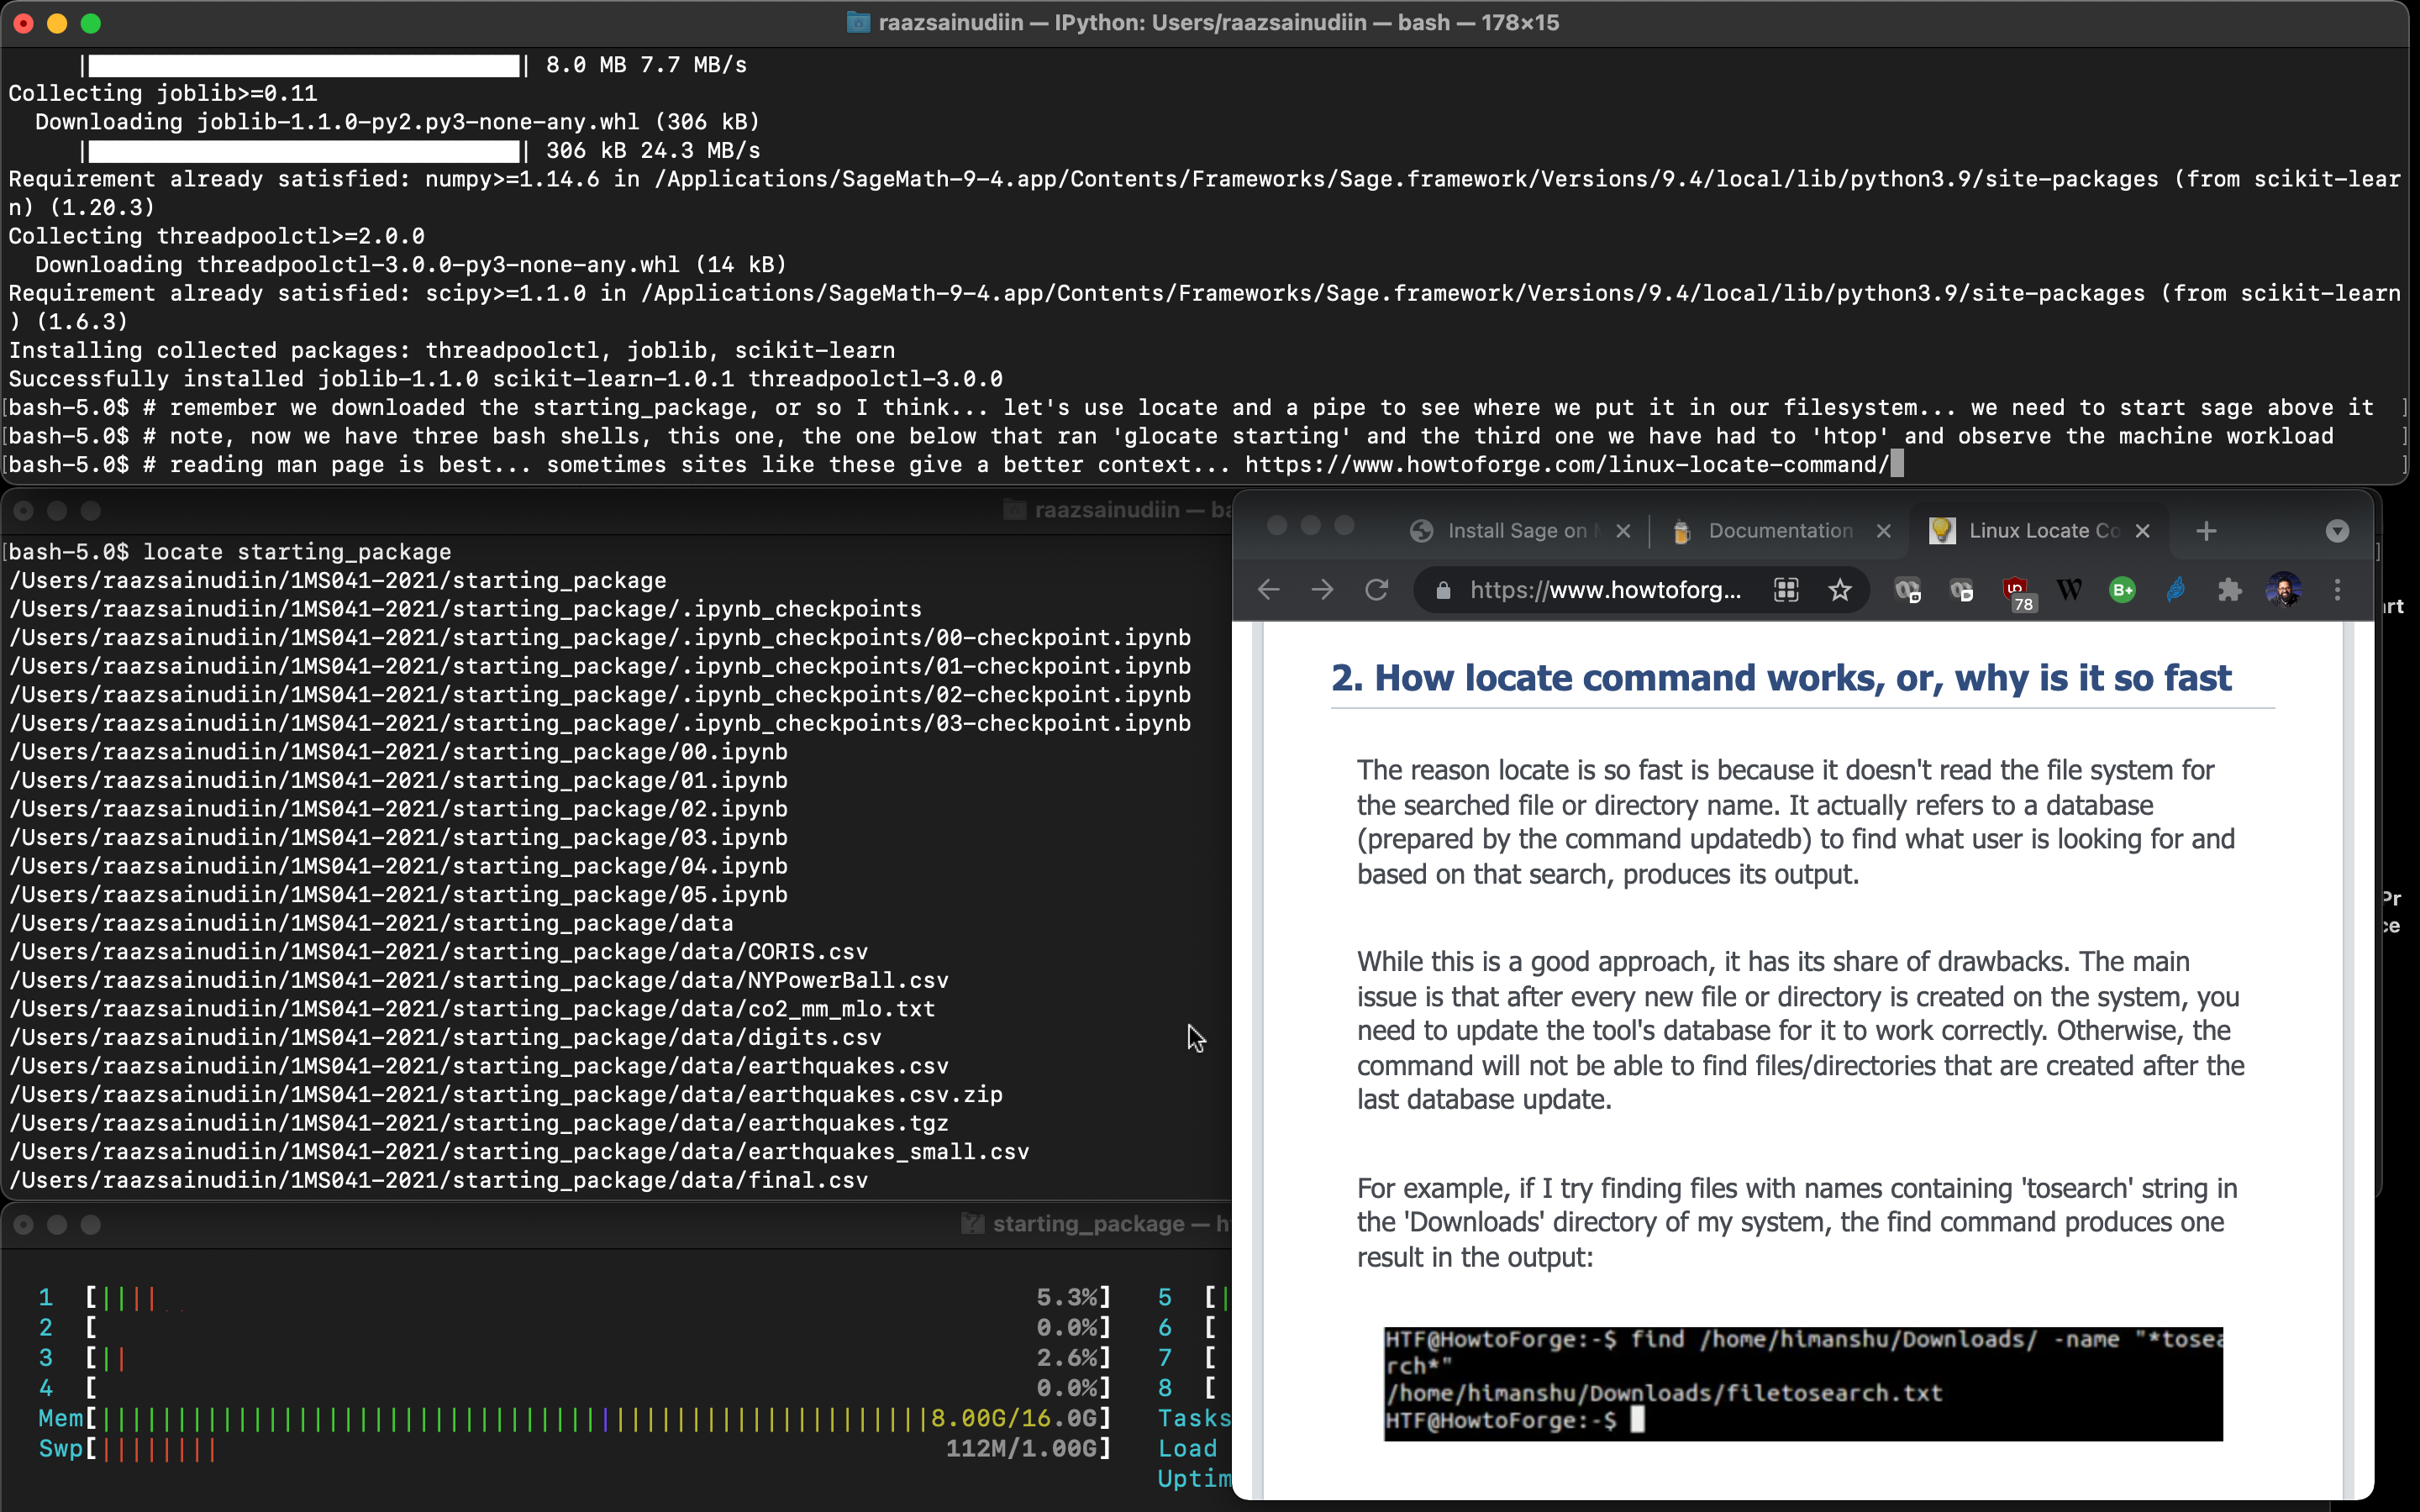 raazsainudiin — IPython: Users/raazsainudiin — bash — 178×15
8.0 MB 7.7 MB/s
Collecting joblib>=0.11
Downloading joblib-1.1.0-py2.py3-none-any.whl (306 kB)
306 kB 24.3 MB/s
Requirement already satisfied: numpy>=1.14.6 in /Applications/SageMath-9-4.app/Contents/Frameworks/Sage.framework/Versions/9.4/local/lib/python3.9/site-packages (from scikit-lear
n) (1.20.3)
Collecting threadpoolctl>=2.0.0
Downloading threadpoolctl-3.0.0-py3-none-any.whl (14 kB)
Requirement already satisfied: scipy>=1.1.0 in /Applications/SageMath-9-4.app/Contents/Frameworks/Sage.framework/Versions/9.4/local/lib/python3.9/site-packages (from scikit-learn
) (1.6.3)
Installing collected packages: threadpoolctl, joblib, scikit-learn
Successfully installed joblib-1.1.0 scikit-learn-1.0.1 threadpoolctl-3.0.0
[bash-5.0$ # remember we downloaded the starting_package, or so I think... let's use locate and a pipe to see where we put it in our filesystem... we need to start sage above it ]
[bash-5.0$ # note, now we have three bash shells, this one, the one below that ran 'glocate starting' and the third one we have had to 'htop' and observe the machine workload ]
[bash-5.0$ # reading man page is best... sometimes sites like these give a better context... https://www.howtoforge.com/linux-locate-command/ ]
raazsainudiin — ba
[bash-5.0$ locate starting_package
/Users/raazsainudiin/1MS041-2021/starting_package
/Users/raazsainudiin/1MS041-2021/starting_package/.ipynb_checkpoints
/Users/raazsainudiin/1MS041-2021/starting_package/.ipynb_checkpoints/00-checkpoint.ipynb
/Users/raazsainudiin/1MS041-2021/starting_package/.ipynb_checkpoints/01-checkpoint.ipynb
/Users/raazsainudiin/1MS041-2021/starting_package/.ipynb_checkpoints/02-checkpoint.ipynb
/Users/raazsainudiin/1MS041-2021/starting_package/.ipynb_checkpoints/03-checkpoint.ipynb
/Users/raazsainudiin/1MS041-2021/starting_package/00.ipynb
/Users/raazsainudiin/1MS041-2021/starting_package/01.ipynb
/Users/raazsainudiin/1MS041-2021/starting_package/02.ipynb
/Users/raazsainudiin/1MS041-2021/starting_package/03.ipynb
/Users/raazsainudiin/1MS041-2021/starting_package/04.ipynb
/Users/raazsainudiin/1MS041-2021/starting_package/05.ipynb
/Users/raazsainudiin/1MS041-2021/starting_package/data
/Users/raazsainudiin/1MS041-2021/starting_package/data/CORIS.csv
/Users/raazsainudiin/1MS041-2021/starting_package/data/NYPowerBall.csv
/Users/raazsainudiin/1MS041-2021/starting_package/data/co2_mm_mlo.txt
/Users/raazsainudiin/1MS041-2021/starting_package/data/digits.csv
/Users/raazsainudiin/1MS041-2021/starting_package/data/earthquakes.csv
/Users/raazsainudiin/1MS041-2021/starting_package/data/earthquakes.csv.zip
/Users/raazsainudiin/1MS041-2021/starting_package/data/earthquakes.tgz
/Users/raazsainudiin/1MS041-2021/starting_package/data/earthquakes_small.csv
/Users/raazsainudiin/1MS041-2021/starting_package/data/final.csv
starting_package — h
1 [ 5.3%] 5 [
2 [ 0.0%] 6 [
3 [ 2.6%] 7 [
4 [ 0.0%] 8 [
Mem[ 8.00G/16.0G] Tasks
Swp[ 112M/1.00G] Load
Uptim
Install Sage on Documentation Linux Locate Co
https://www.howtoforg... 78 W B+
2. How locate command works, or, why is it so fast
The reason locate is so fast is because it doesn't read the file system for
the searched file or directory name. It actually refers to a database
(prepared by the command updatedb) to find what user is looking for and
based on that search, produces its output.
While this is a good approach, it has its share of drawbacks. The main
issue is that after every new file or directory is created on the system, you
need to update the tool's database for it to work correctly. Otherwise, the
command will not be able to find files/directories that are created after the
last database update.
For example, if I try finding files with names containing 'tosearch' string in
the 'Downloads' directory of my system, the find command produces one
result in the output:
HTF@HowtoForge:~$ find /home/himanshu/Downloads/ -name "*tosea
rch*"
/home/himanshu/Downloads/filetosearch.txt
HTF@HowtoForge:~$